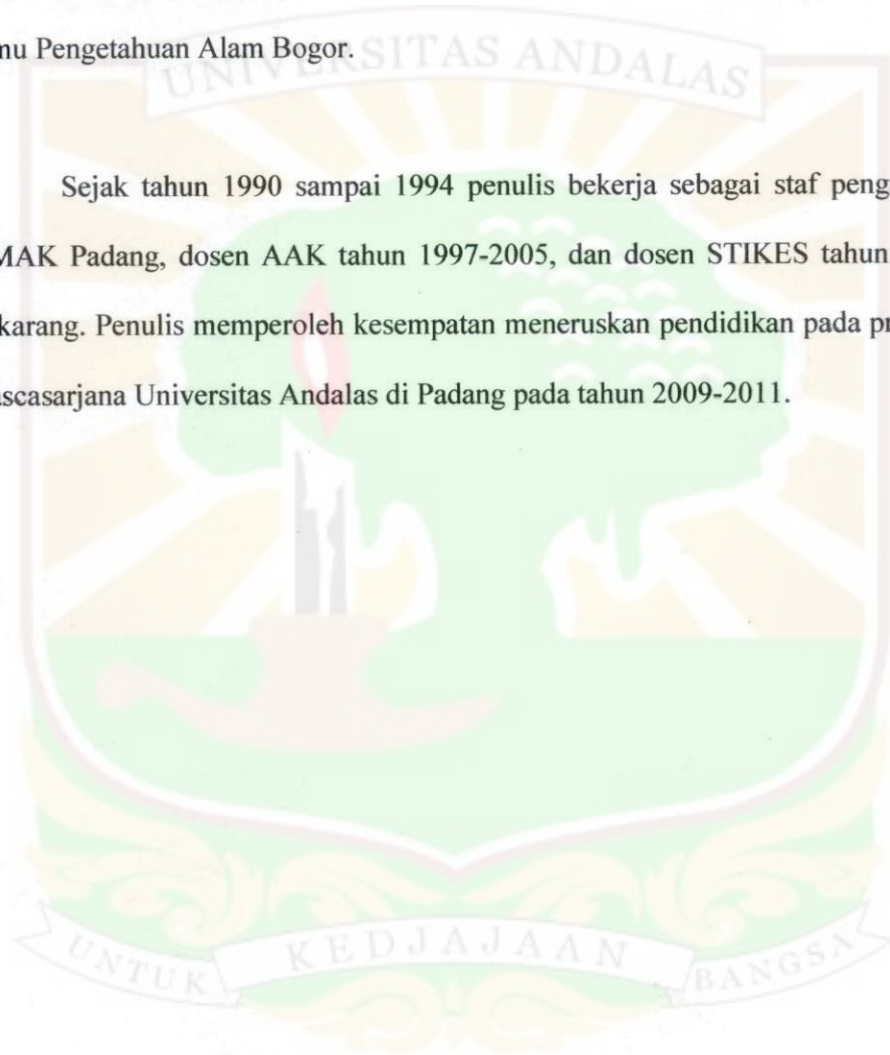 mu Pengetahuan Alam Bogor.
UNIVERSITAS ANDALAS
Sejak tahun 1990 sampai 1994 penulis bekerja sebagai staf peng
MAK Padang, dosen AAK tahun 1997-2005, dan dosen STIKES tahun
karang. Penulis memperoleh kesempatan meneruskan pendidikan pada pr
ascasarjana Universitas Andalas di Padang pada tahun 2009-2011.
UNTUK KEDJAJAAN BANGSA